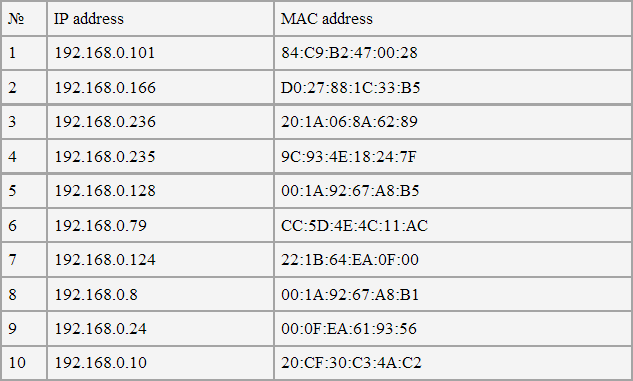 № IP address MAC address
1 192.168.0.101 84:C9:B2:47:00:28
2 192.168.0.166 D0:27:88:1C:33:B5
3 192.168.0.236 20:1A:06:8A:62:89
4 192.168.0.235 9C:93:4E:18:24:7F
5 192.168.0.128 00:1A:92:67:A8:B5
6 192.168.0.79 CC:5D:4E:4C:11:AC
7 192.168.0.124 22:1B:64:EA:0F:00
8 192.168.0.8 00:1A:92:67:A8:B1
9 192.168.0.24 00:0F:EA:61:93:56
10 192.168.0.10 20:CF:30:C3:4A:C2